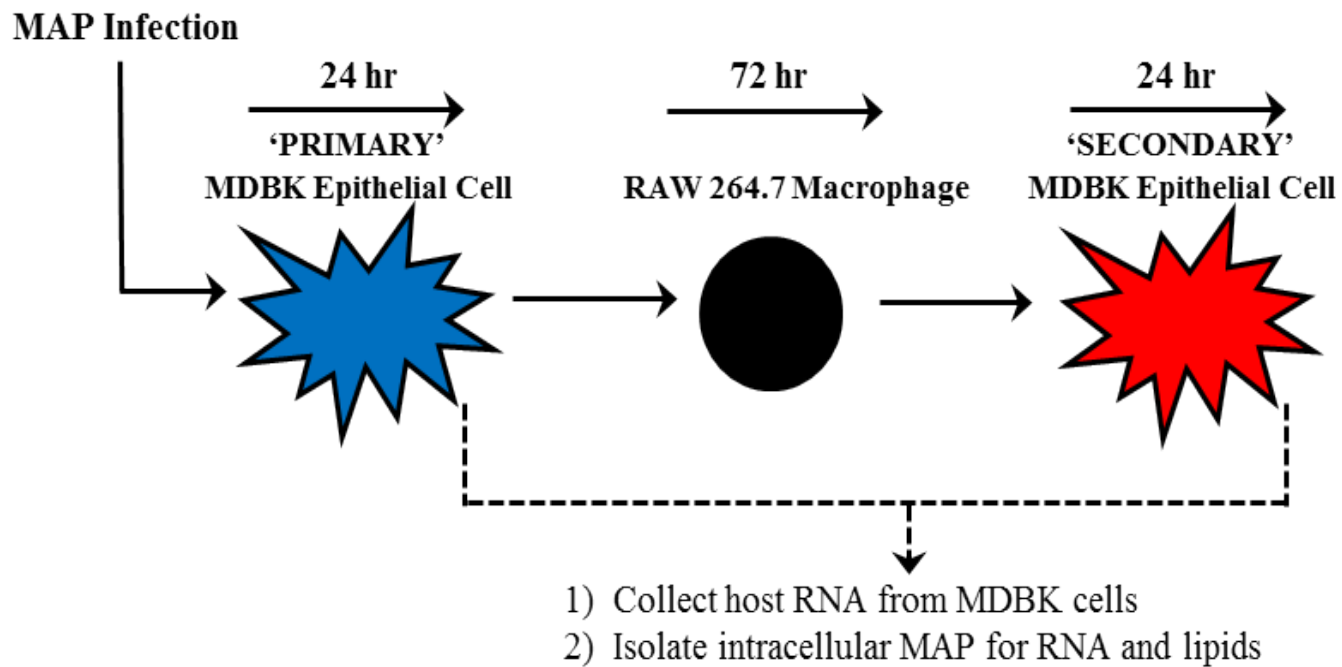 MAP Infection
24 hr
‘PRIMARY’
MDBK Epithelial Cell
72 hr
RAW 264.7 Macrophage
24 hr
‘SECONDARY’
MDBK Epithelial Cell
1) Collect host RNA from MDBK cells
2) Isolate intracellular MAP for RNA and lipids